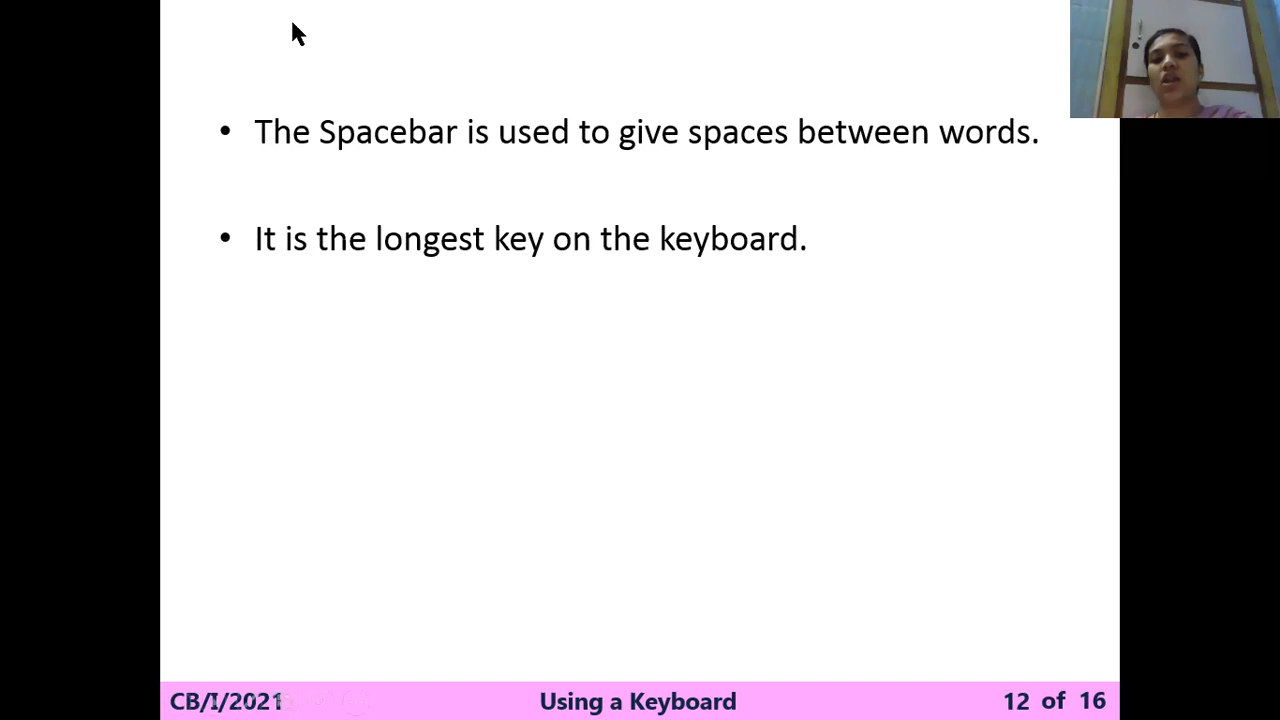 • The Spacebar is used to give spaces between words.
• It is the longest key on the keyboard.
CB/I/2021 Using a Keyboard 12 of 16